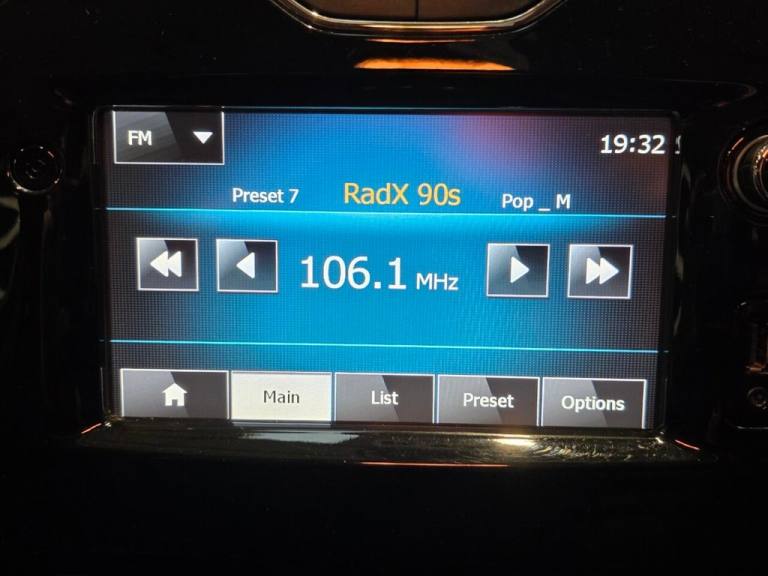 FM
19:32
Preset 7 RadX 90s Pop _ M
106.1 MHz
Main List Preset Options